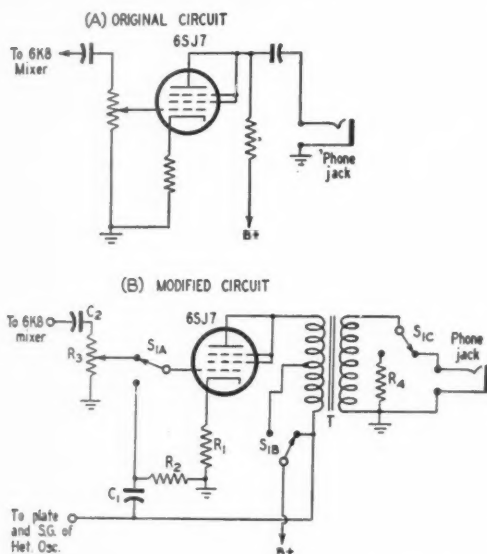 (A) ORIGINAL CIRCUIT
6SJ7
To 6K8
Mixer
'Phone
jack
B+
(B) MODIFIED CIRCUIT
6SJ7
To 6K8
mixer
C2
R3
S1A
S1C
Phone
jack
R4
R1
S1B
T
R2
C1
To plate
and S.G. of
Het. Osc.
B+